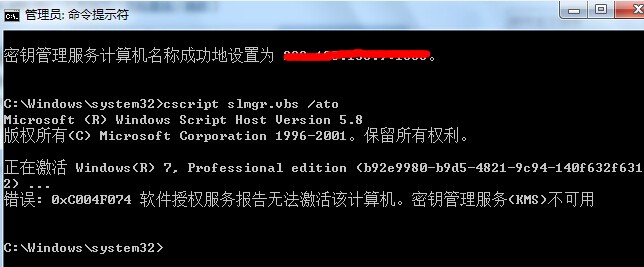 管理员: 命令提示符
密钥管理服务计算机名称成功地设置为
C:\Windows\system32>cscript slmgr.vbs /ato
Microsoft (R) Windows Script Host Version 5.8
版权所有(C) Microsoft Corporation 1996-2001。保留所有权利。
正在激活 Windows(R) 7, Professional edition (b92e9980-b9d5-4821-9c94-140f632f631
2) ...
错误: 0xC004F074 软件授权服务报告无法激活该计算机。密钥管理服务(KMS)不可用
C:\Windows\system32>